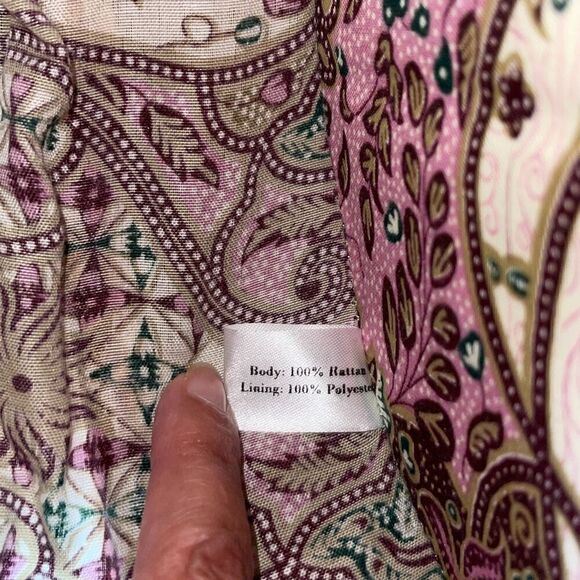 Body: 100% Rattan
Lining: 100% Polyester